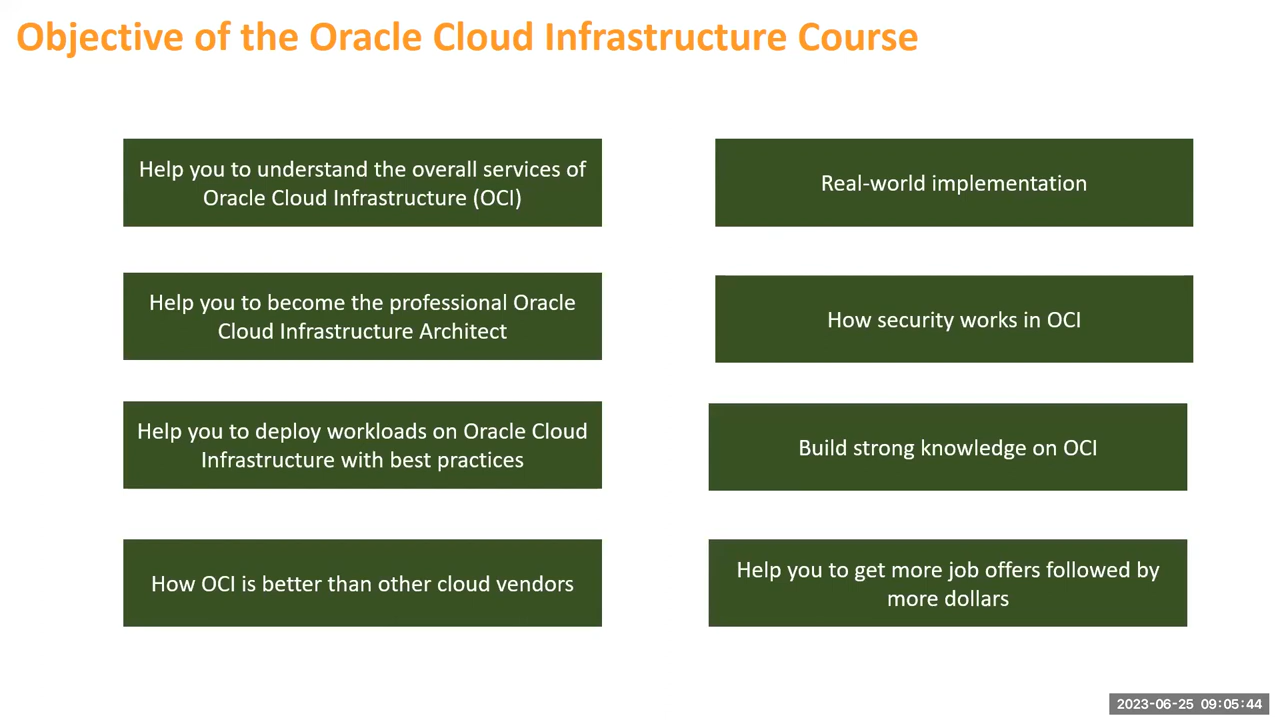 Objective of the Oracle Cloud Infrastructure Course
Help you to understand the overall services of
Oracle Cloud Infrastructure (OCI)
Real-world implementation
Help you to become the professional Oracle
Cloud Infrastructure Architect
How security works in OCI
Help you to deploy workloads on Oracle Cloud
Infrastructure with best practices
Build strong knowledge on OCI
How OCI is better than other cloud vendors
Help you to get more job offers followed by
more dollars
2023-06-25 09:05:44